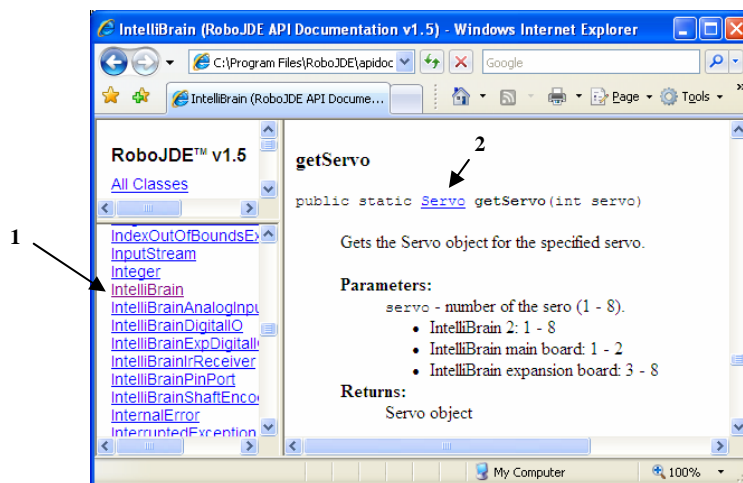 IntelliBrain (RoboJDE API Documentation v1.5) - Windows Internet Explorer
C:\Program Files\RoboJDE\apidoc
Google
IntelliBrain (RoboJDE API Docume...
Page
Tools
»
RoboJDE™ v1.5
All Classes
IndexOutOfBoundsEx
InputStream
Integer
1
IntelliBrain
IntelliBrainAnalogInpu
IntelliBrainDigitalIO
IntelliBrainExpDigitalI
IntelliBrainIrReceiver
IntelliBrainPinPort
IntelliBrainShaftEnco
InternalError
InterruptedException
2
getServo
public static Servo getServo(int servo)
Gets the Servo object for the specified servo.
Parameters:
servo - number of the sero (1 - 8).
• IntelliBrain 2: 1 - 8
• IntelliBrain main board: 1 - 2
• IntelliBrain expansion board: 3 - 8
Returns:
Servo object
My Computer
100%